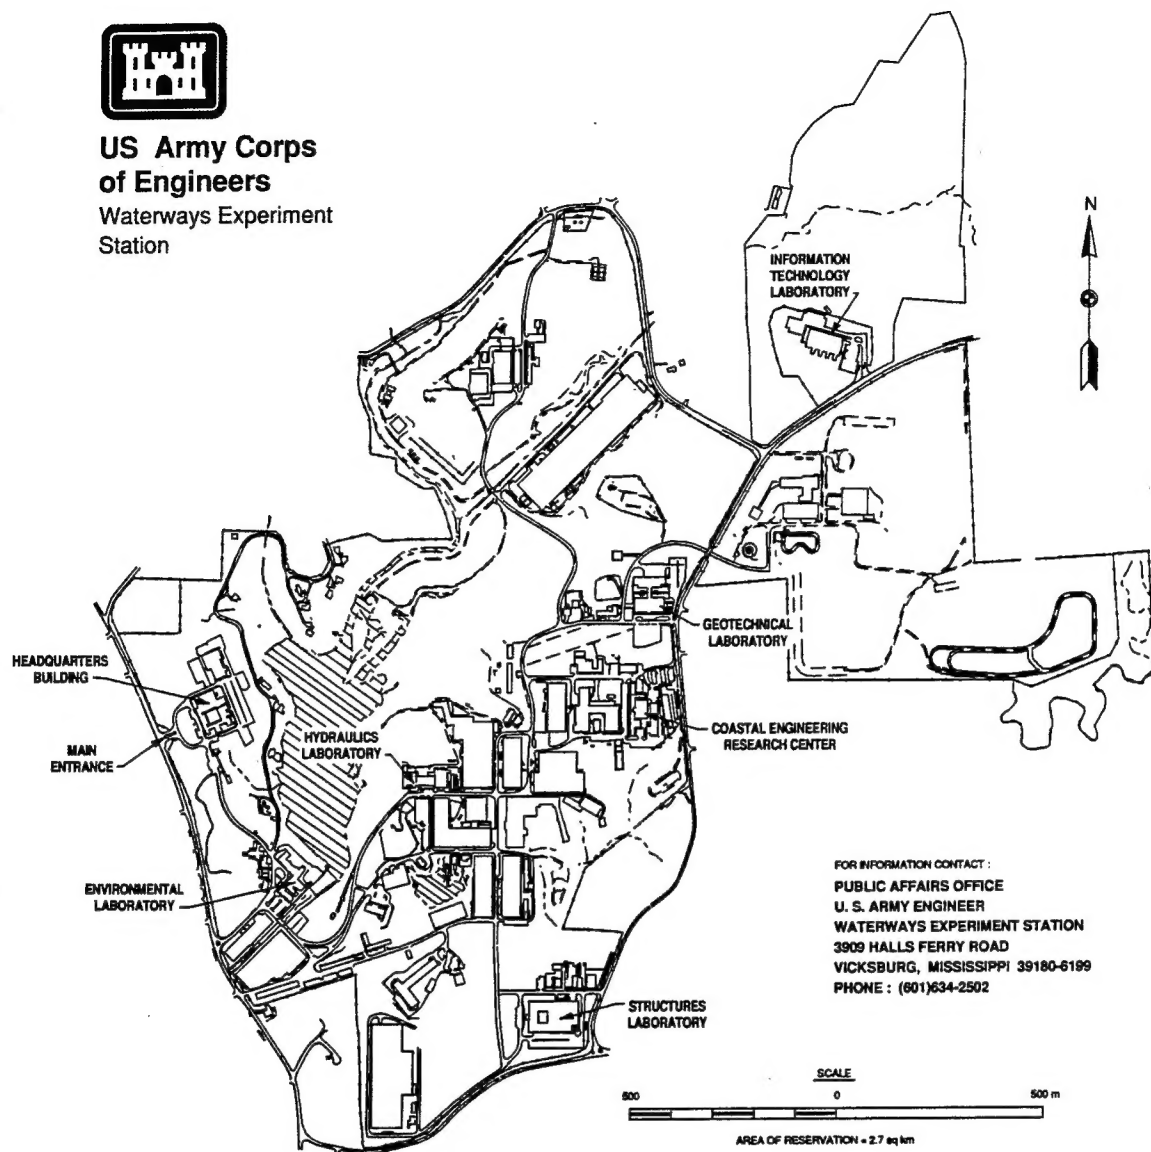 US Army Corps
of Engineers
Waterways Experiment
Station
N
INFORMATION
TECHNOLOGY
LABORATORY
GEOTECHNICAL
LABORATORY
HEADQUARTERS
BUILDING
MAIN
ENTRANCE
HYDRAULICS
LABORATORY
COASTAL ENGINEERING
RESEARCH CENTER
ENVIRONMENTAL
LABORATORY
STRUCTURES
LABORATORY
FOR INFORMATION CONTACT :
PUBLIC AFFAIRS OFFICE
U. S. ARMY ENGINEER
WATERWAYS EXPERIMENT STATION
3909 HALLS FERRY ROAD
VICKSBURG, MISSISSIPPI 39180-6199
PHONE : (601)634-2502
SCALE
500 0 500 m
AREA OF RESERVATION = 2.7 sq km